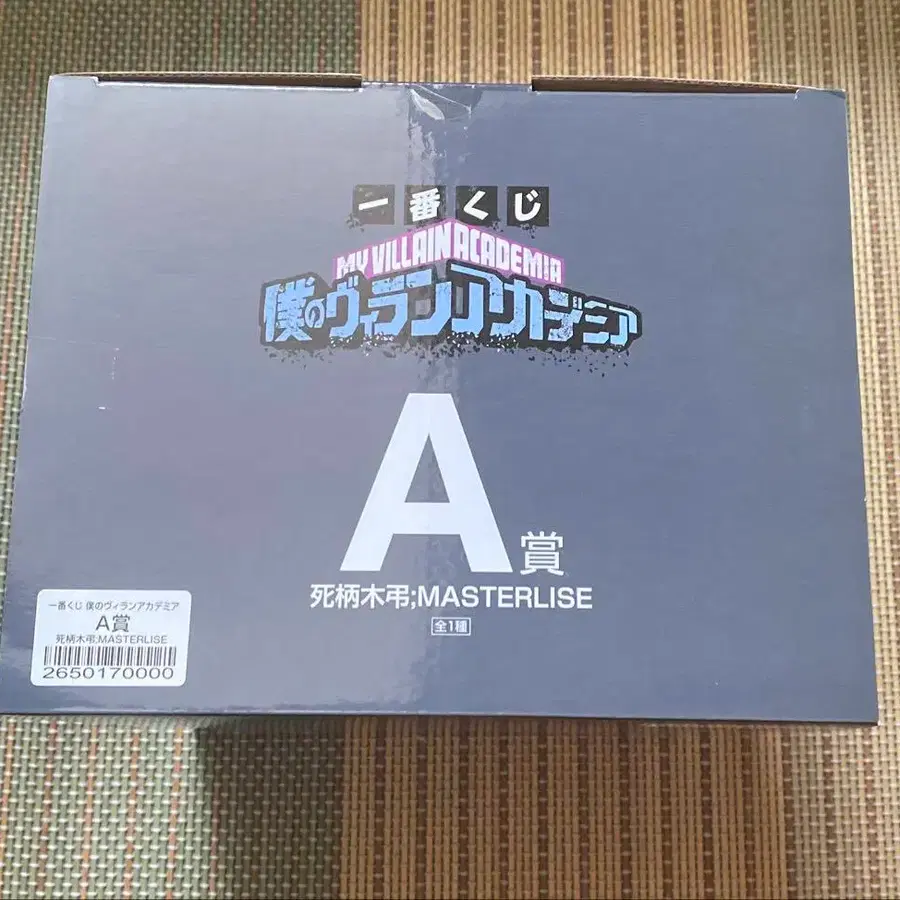 一番くじ
MY VILLAIN ACADEMIA
僕のヴィランアカデミア
A賞
死柄木弔;MASTERLISE
全1種
一番くじ 僕のヴィランアカデミア
A賞
死柄木弔;MASTERLISE
2650170000